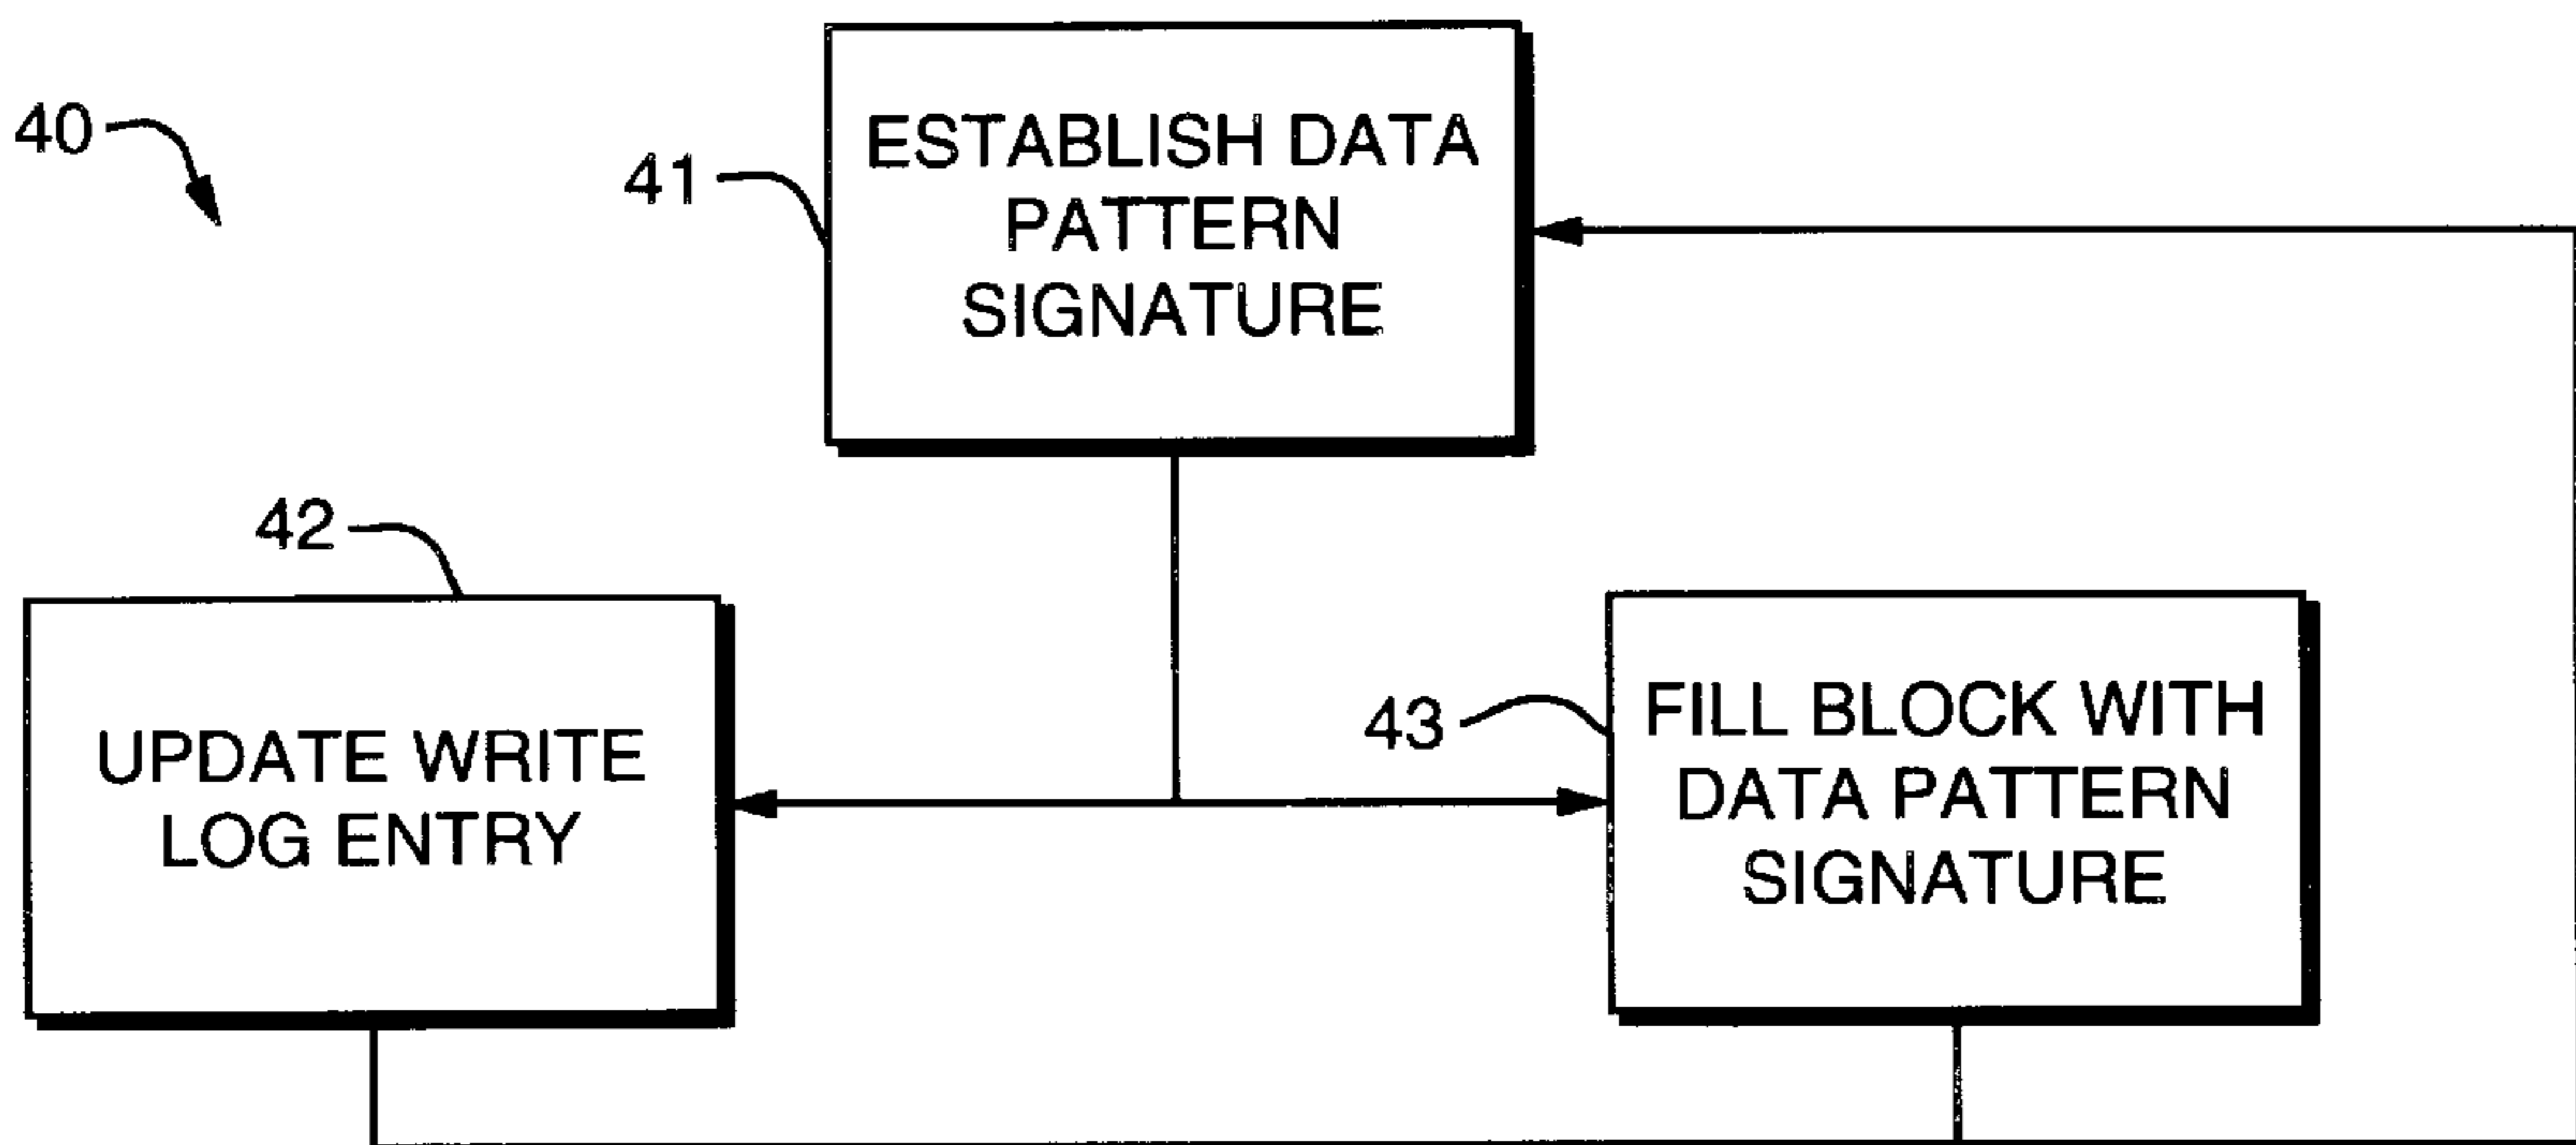 40
41
ESTABLISH DATA
PATTERN
SIGNATURE
42
UPDATE WRITE
LOG ENTRY
43
FILL BLOCK WITH
DATA PATTERN
SIGNATURE